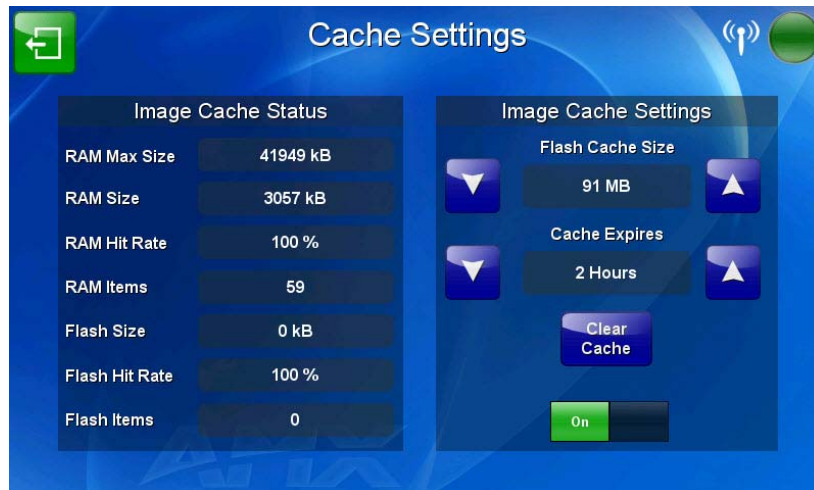 Cache Settings
Image Cache Status
RAM Max Size 41949 kB
RAM Size 3057 kB
RAM Hit Rate 100 %
RAM Items 59
Flash Size 0 kB
Flash Hit Rate 100 %
Flash Items 0
Image Cache Settings
Flash Cache Size
91 MB
Cache Expires
2 Hours
Clear
Cache
On
AMX